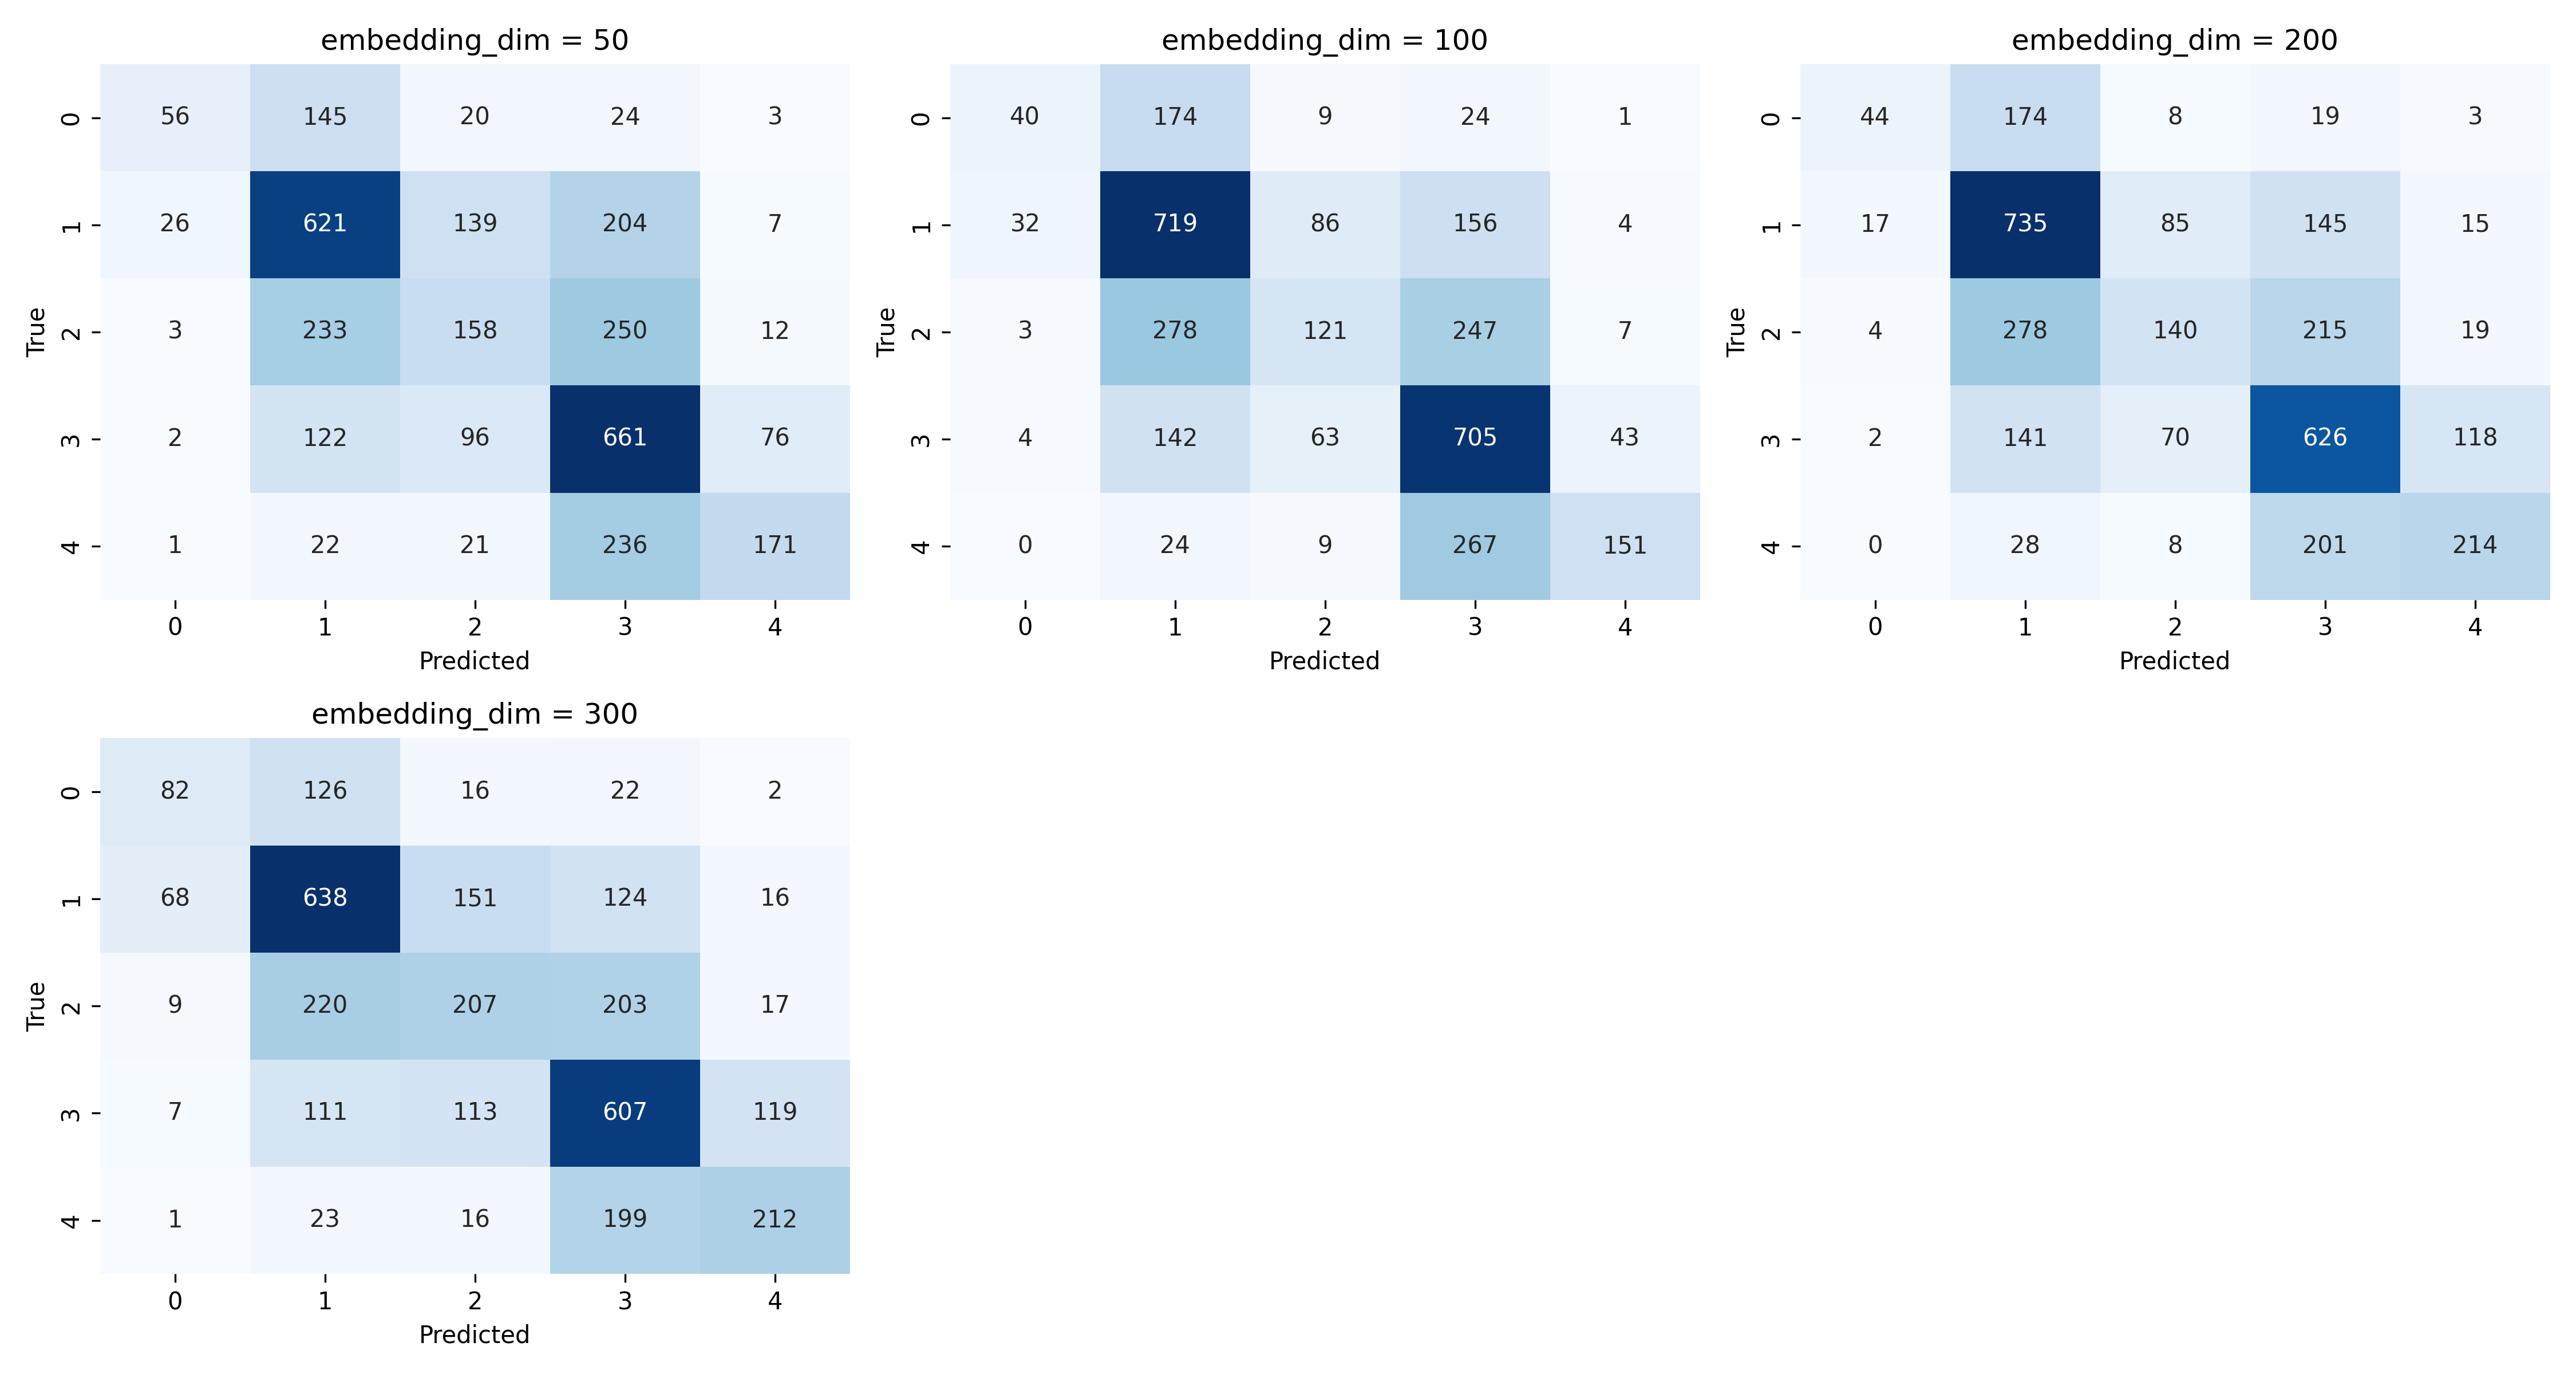 embedding_dim = 50
0 56 145 20 24 3
1 26 621 139 204 7
2 3 233 158 250 12
3 2 122 96 661 76
4 1 22 21 236 171
True
0 1 2 3 4
Predicted
embedding_dim = 100
0 40 174 9 24 1
1 32 719 86 156 4
2 3 278 121 247 7
3 4 142 63 705 43
4 0 24 9 267 151
True
0 1 2 3 4
Predicted
embedding_dim = 200
0 44 174 8 19 3
1 17 735 85 145 15
2 4 278 140 215 19
3 2 141 70 626 118
4 0 28 8 201 214
True
0 1 2 3 4
Predicted
embedding_dim = 300
0 82 126 16 22 2
1 68 638 151 124 16
2 9 220 207 203 17
3 7 111 113 607 119
4 1 23 16 199 212
True
0 1 2 3 4
Predicted